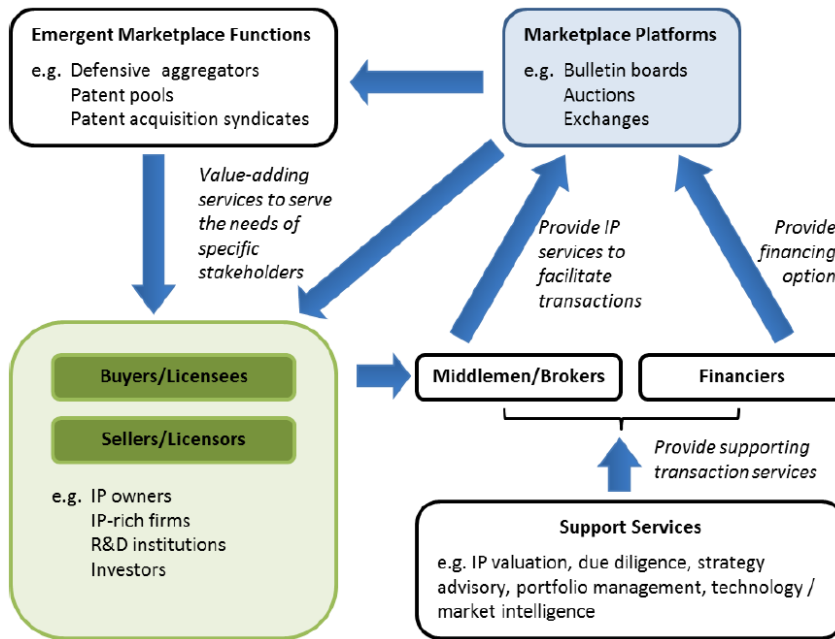 Emergent Marketplace Functions
e.g. Defensive aggregators
Patent pools
Patent acquisition syndicates
Marketplace Platforms
e.g. Bulletin boards
Auctions
Exchanges
Value-adding
services to serve
the needs of
specific
stakeholders
Provide IP
services to
facilitate
transactions
Provide
financing
option
Buyers/Licensees
Sellers/Licensors
e.g. IP owners
IP-rich firms
R&D institutions
Investors
Middlemen/Brokers
Financiers
Provide supporting
transaction services
Support Services
e.g. IP valuation, due diligence, strategy
advisory, portfolio management, technology /
market intelligence